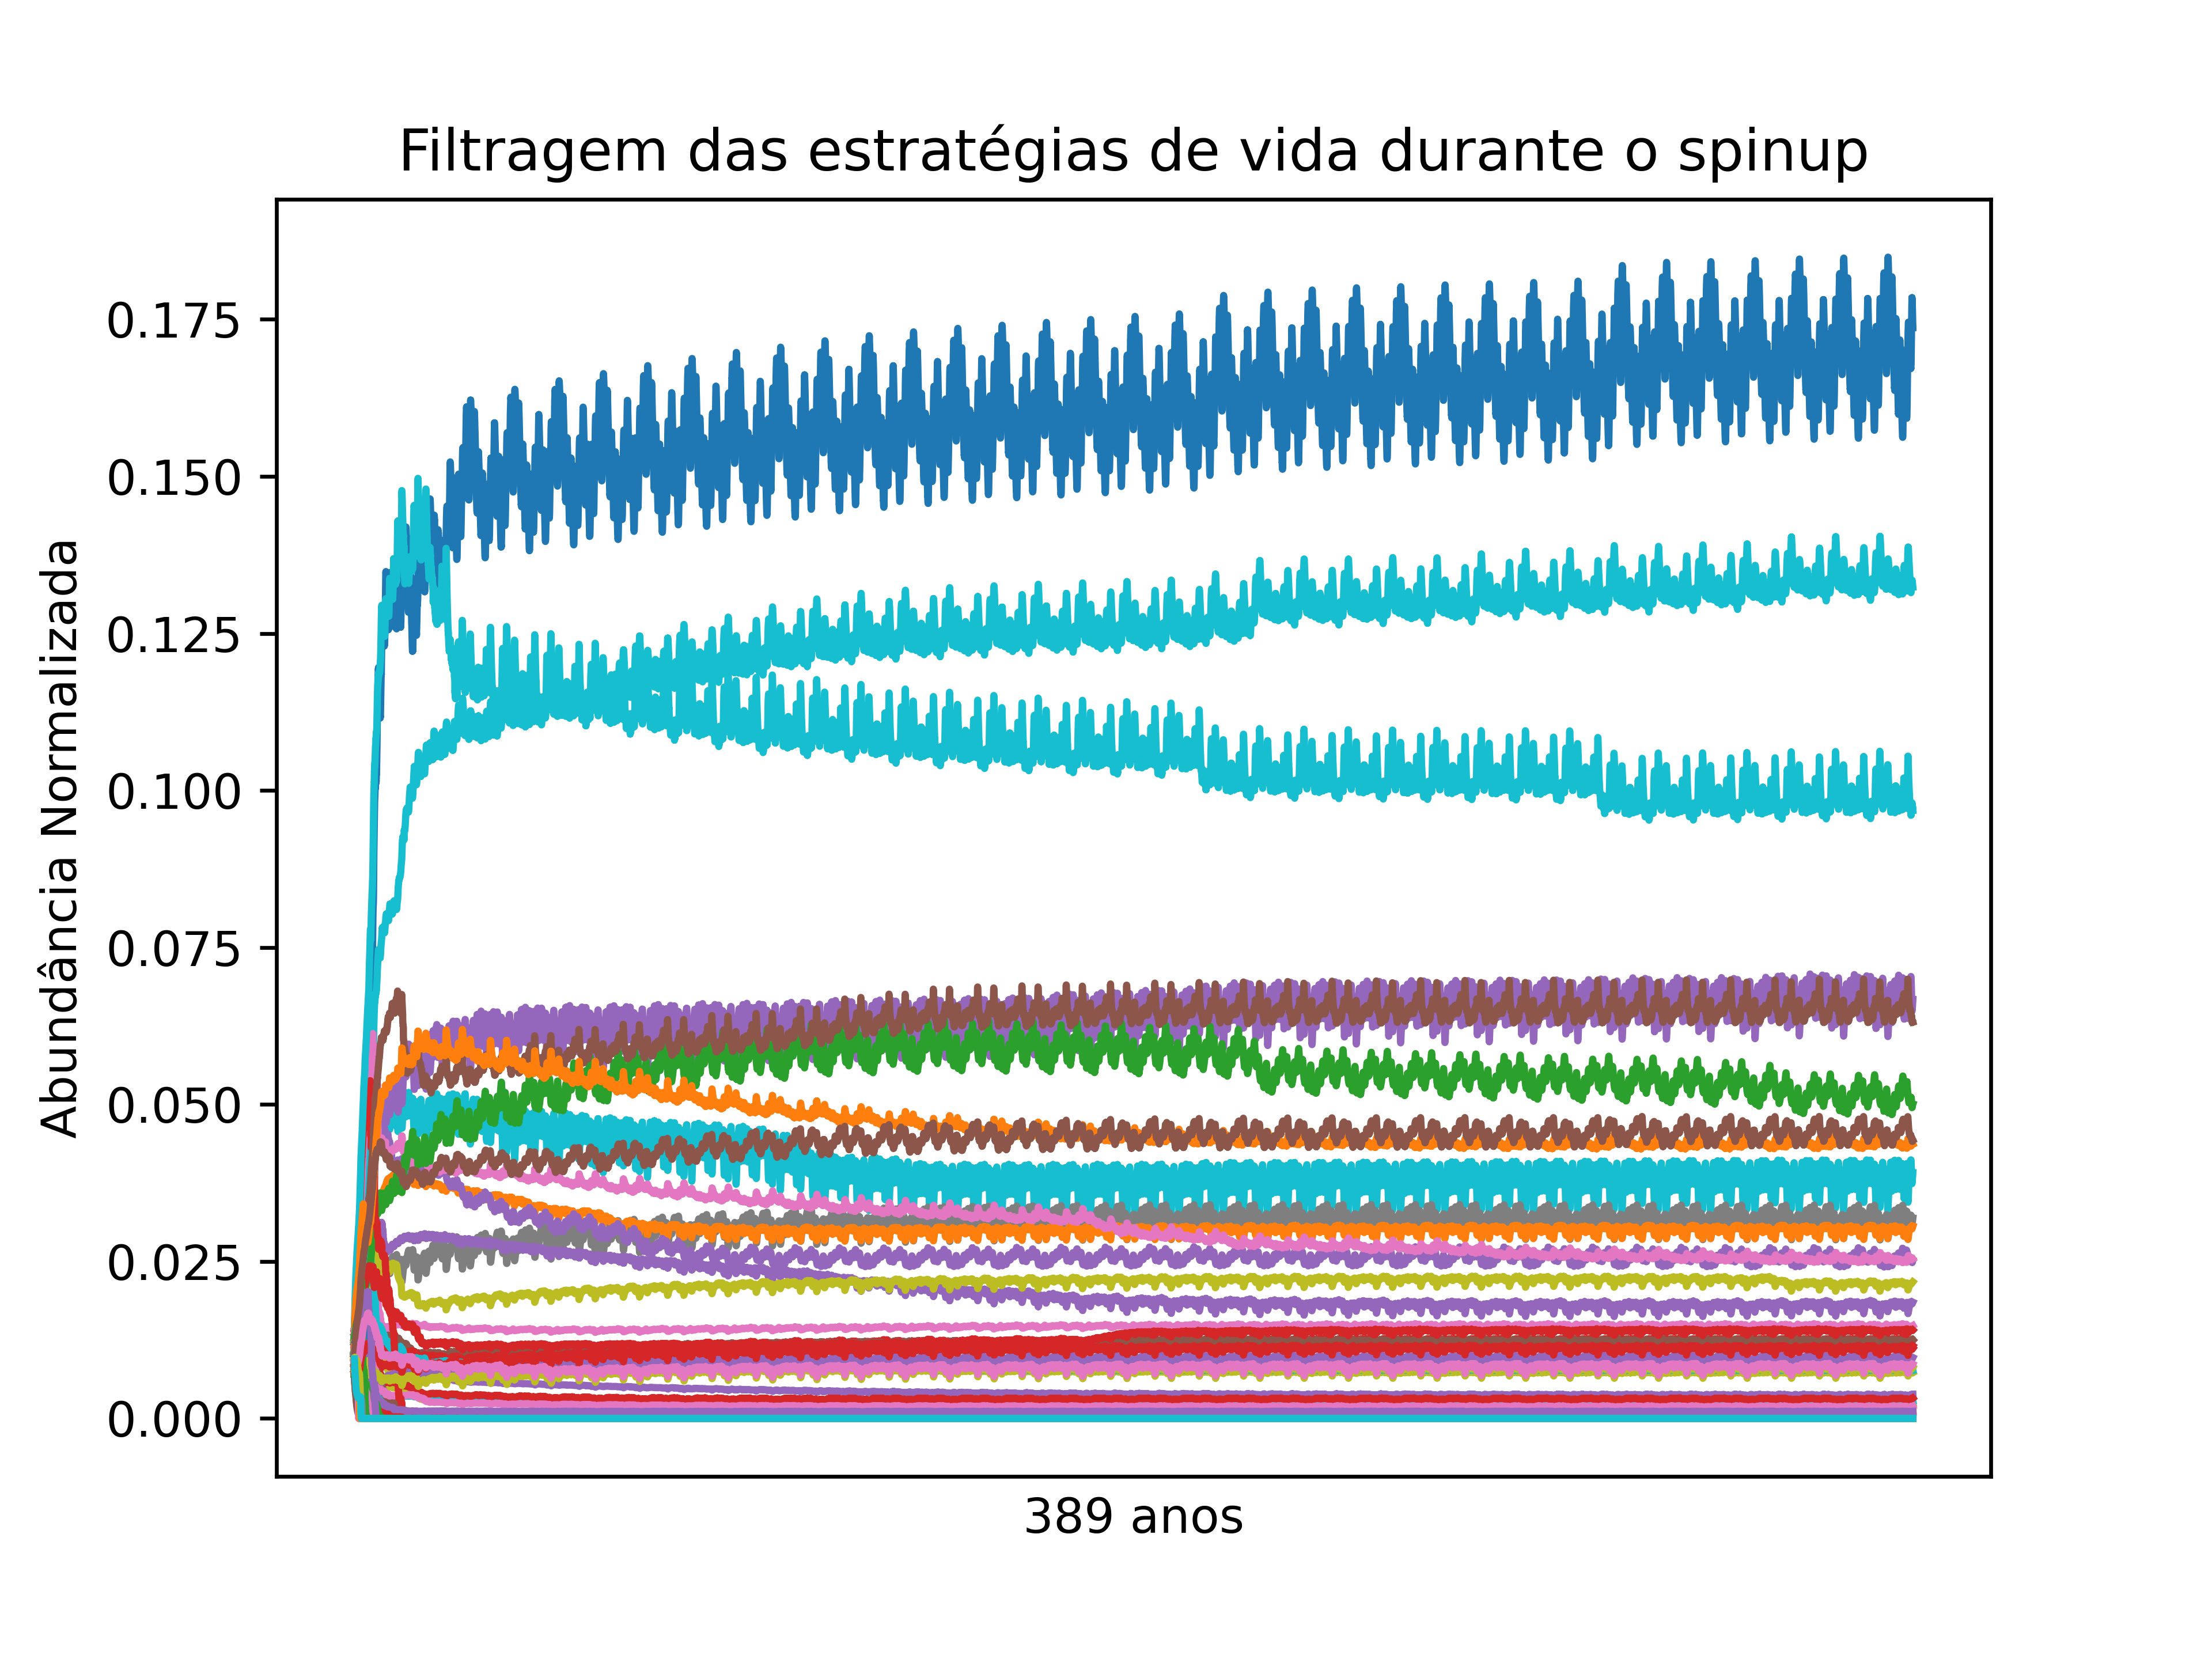 Filtragem das estratégias de vida durante o spinup
Abundância Normalizada
0.175
0.150
0.125
0.100
0.075
0.050
0.025
0.000
389 anos